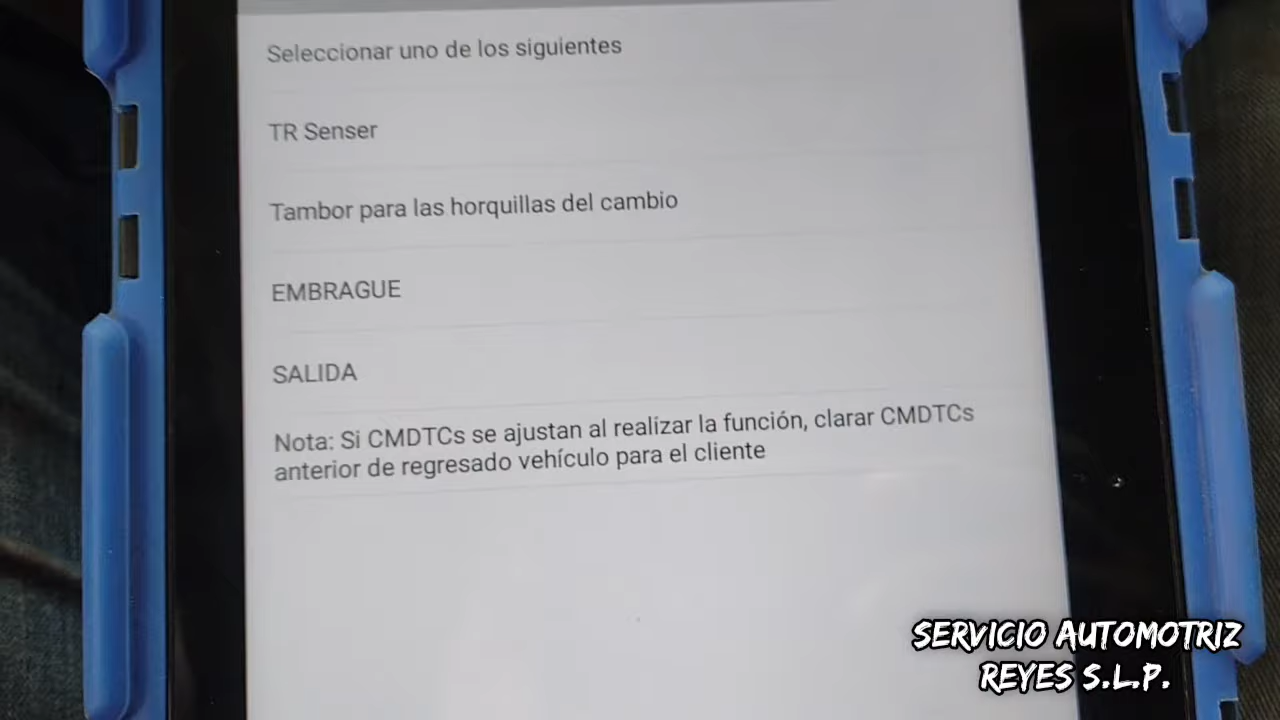 Seleccionar uno de los siguientes
TR Senser
Tambor para las horquillas del cambio
EMBRAGUE
SALIDA
Nota: Si CMDTCs se ajustan al realizar la función, clarar CMDTCs
anterior de regresado vehículo para el cliente
SERVICIO AUTOMOTRIZ
REYES S.L.P.